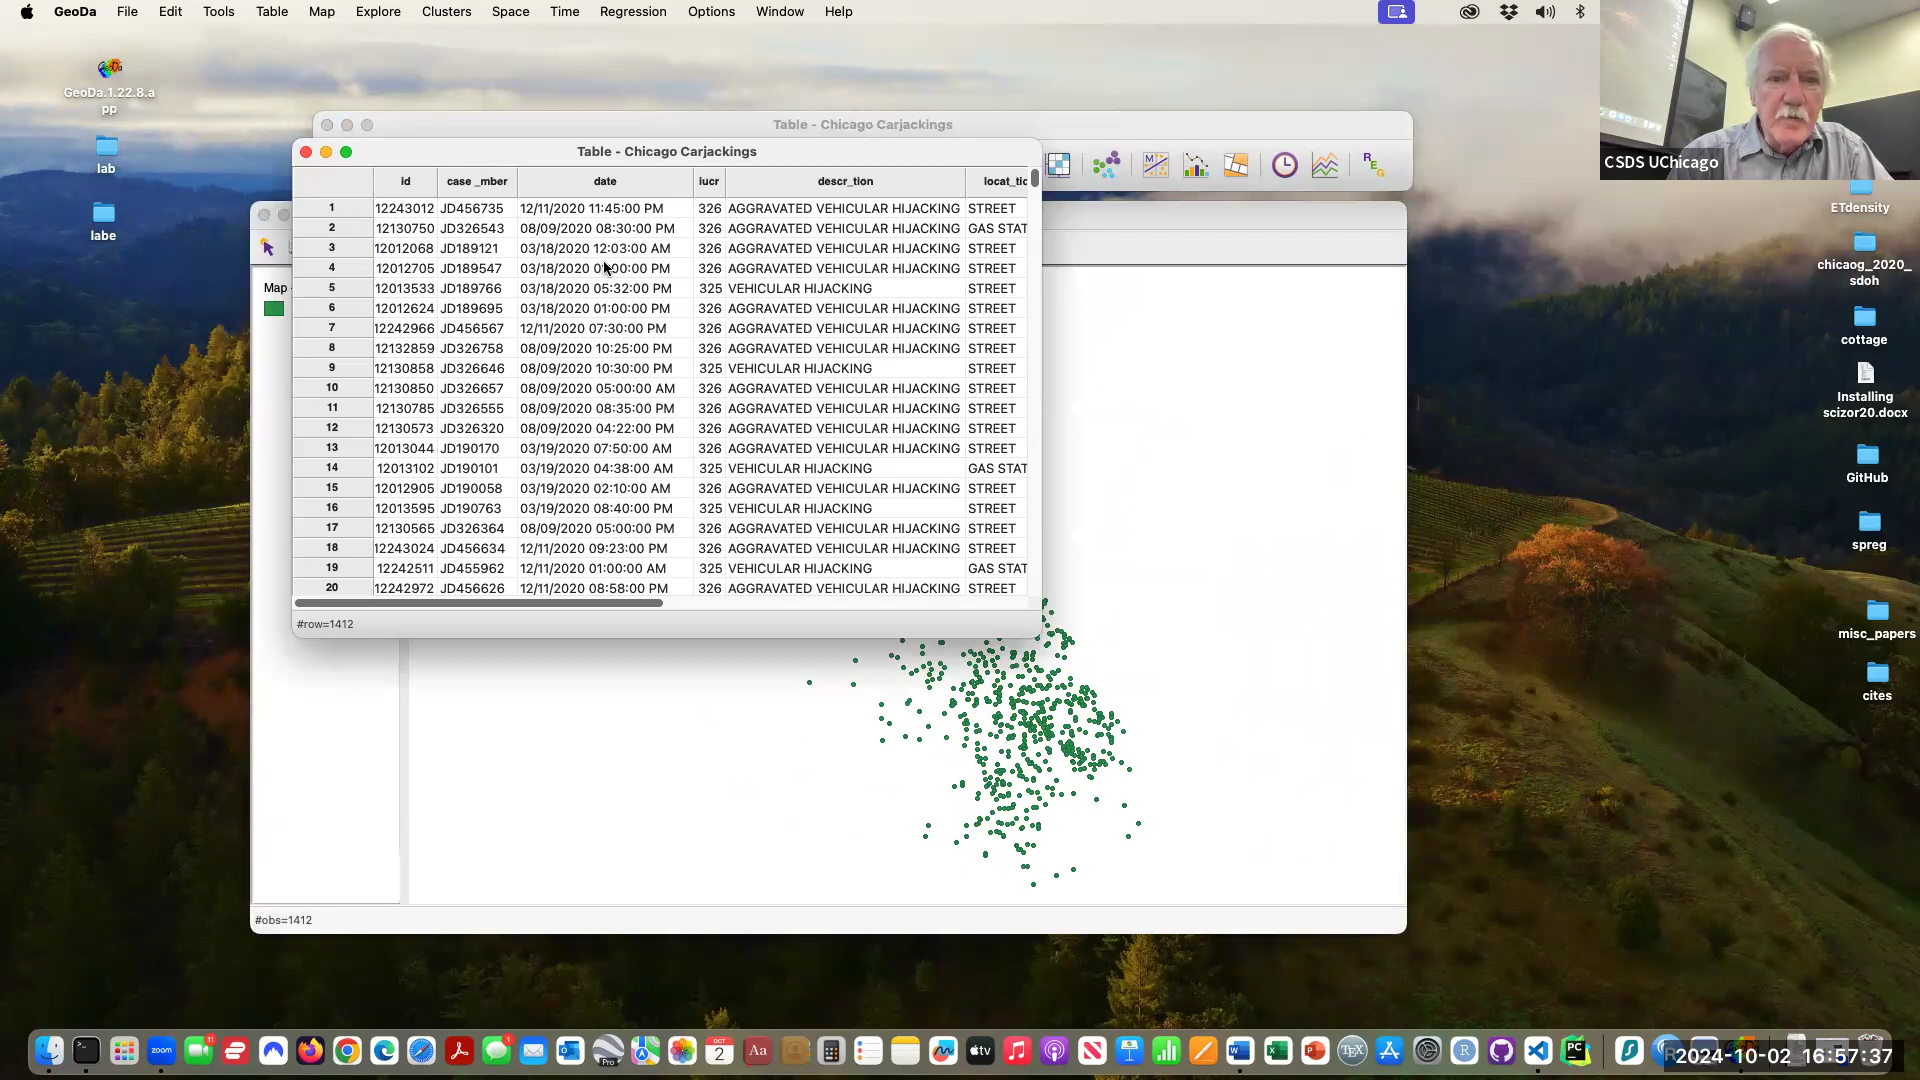 GeoDa File Edit Tools Table Map Explore Clusters Space Time Regression Options Window Help
GeoDa.1.22.8.a
pp
lab
labe
Table - Chicago Carjackings
Table - Chicago Carjackings
id case _mber date iucr descr_tion locat_tic
1 12243012 JD456735 12/11/2020 11:45:00 PM 326 AGGRAVATED VEHICULAR HIJACKING STREET
2 12130750 JD326543 08/09/2020 08:30:00 PM 326 AGGRAVATED VEHICULAR HIJACKING GAS STAT
3 12012068 JD189121 03/18/2020 12:03:00 AM 326 AGGRAVATED VEHICULAR HIJACKING STREET
4 12012705 JD189547 03/18/2020 PM 326 AGGRAVATED VEHICULAR HIJACKING STREET
5 12013533 JD189766 03/18/2020 05:32:00 PM 325 VEHICULAR HIJACKING STREET
6 12012624 JD189695 03/18/2020 01:00:00 PM 326 AGGRAVATED VEHICULAR HIJACKING STREET
7 12242966 JD456567 12/11/2020 07:30:00 PM 326 AGGRAVATED VEHICULAR HIJACKING STREET
8 12132859 JD326758 08/09/2020 10:25:00 PM 326 AGGRAVATED VEHICULAR HIJACKING STREET
9 12130858 JD326646 08/09/2020 10:30:00 PM 325 VEHICULAR HIJACKING STREET
10 12130850 JD326657 08/09/2020 05:00:00 AM 326 AGGRAVATED VEHICULAR HIJACKING STREET
11 12130785 JD326555 08/09/2020 08:35:00 PM 326 AGGRAVATED VEHICULAR HIJACKING STREET
12 12130573 JD326320 08/09/2020 04:22:00 PM 326 AGGRAVATED VEHICULAR HIJACKING STREET
13 12013044 JD190170 03/19/2020 07:50:00 AM 326 AGGRAVATED VEHICULAR HIJACKING STREET
14 12013102 JD190101 03/19/2020 04:38:00 AM 325 VEHICULAR HIJACKING GAS STAT
15 12012905 JD190058 03/19/2020 02:10:00 AM 326 AGGRAVATED VEHICULAR HIJACKING STREET
16 12013595 JD190763 03/19/2020 08:40:00 PM 325 VEHICULAR HIJACKING STREET
17 12130565 JD326364 08/09/2020 05:00:00 PM 326 AGGRAVATED VEHICULAR HIJACKING STREET
18 12243024 JD456634 12/11/2020 09:23:00 PM 326 AGGRAVATED VEHICULAR HIJACKING STREET
19 12242511 JD455962 12/11/2020 01:00:00 AM 325 VEHICULAR HIJACKING GAS STAT
20 12242972 JD456626 12/11/2020 08:58:00 PM 326 AGGRAVATED VEHICULAR HIJACKING STREET
#row=1412
Map -
#obs=1412
REG
CSDS UChicago
ETdensity
chicaog_2020_
sdoh
cottage
Installing
scizor20.docx
GitHub
spreg
misc_papers
cites
zoom
Pro
OCT
2
Aa
tv
TEX
R
PC
2024-10-02 16:57:37